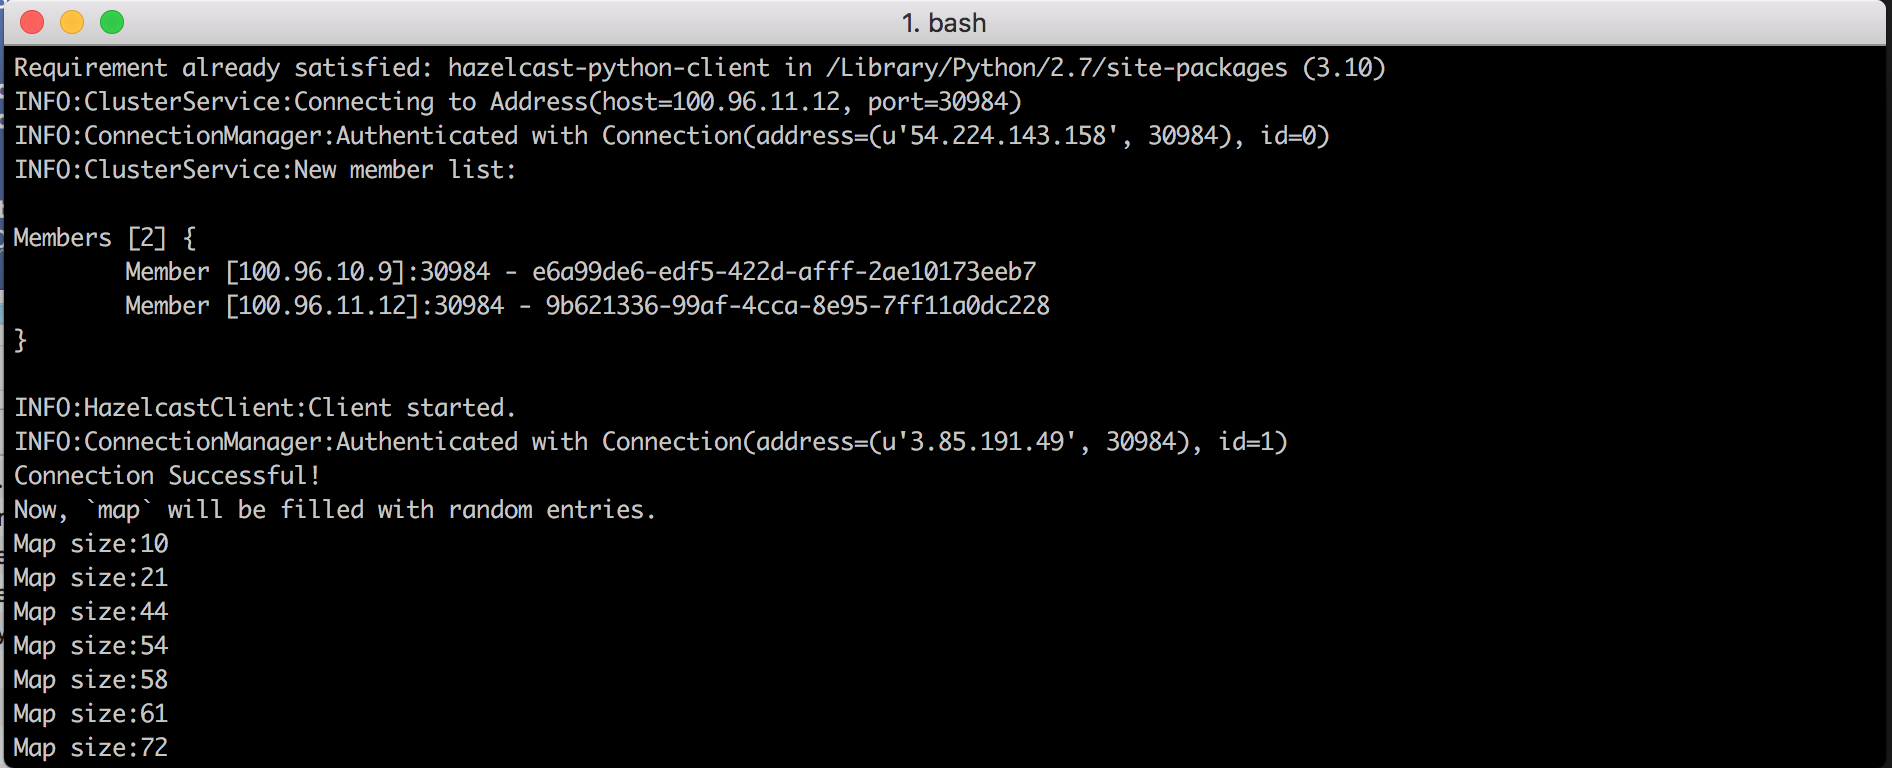 1. bash
Requirement already satisfied: hazelcast-python-client in /Library/Python/2.7/site-packages (3.10)
INFO:ClusterService:Connecting to Address(host=100.96.11.12, port=30984)
INFO:ConnectionManager:Authenticated with Connection(address=(u'54.224.143.158', 30984), id=0)
INFO:ClusterService:New member list:
Members [2] {
Member [100.96.10.9]:30984 - e6a99de6-edf5-422d-afff-2ae10173eeb7
Member [100.96.11.12]:30984 - 9b621336-99af-4cca-8e95-7ff11a0dc228
}
INFO:HazelcastClient:Client started.
INFO:ConnectionManager:Authenticated with Connection(address=(u'3.85.191.49', 30984), id=1)
Connection Successful!
Now, `map` will be filled with random entries.
Map size:10
Map size:21
Map size:44
Map size:54
Map size:58
Map size:61
Map size:72